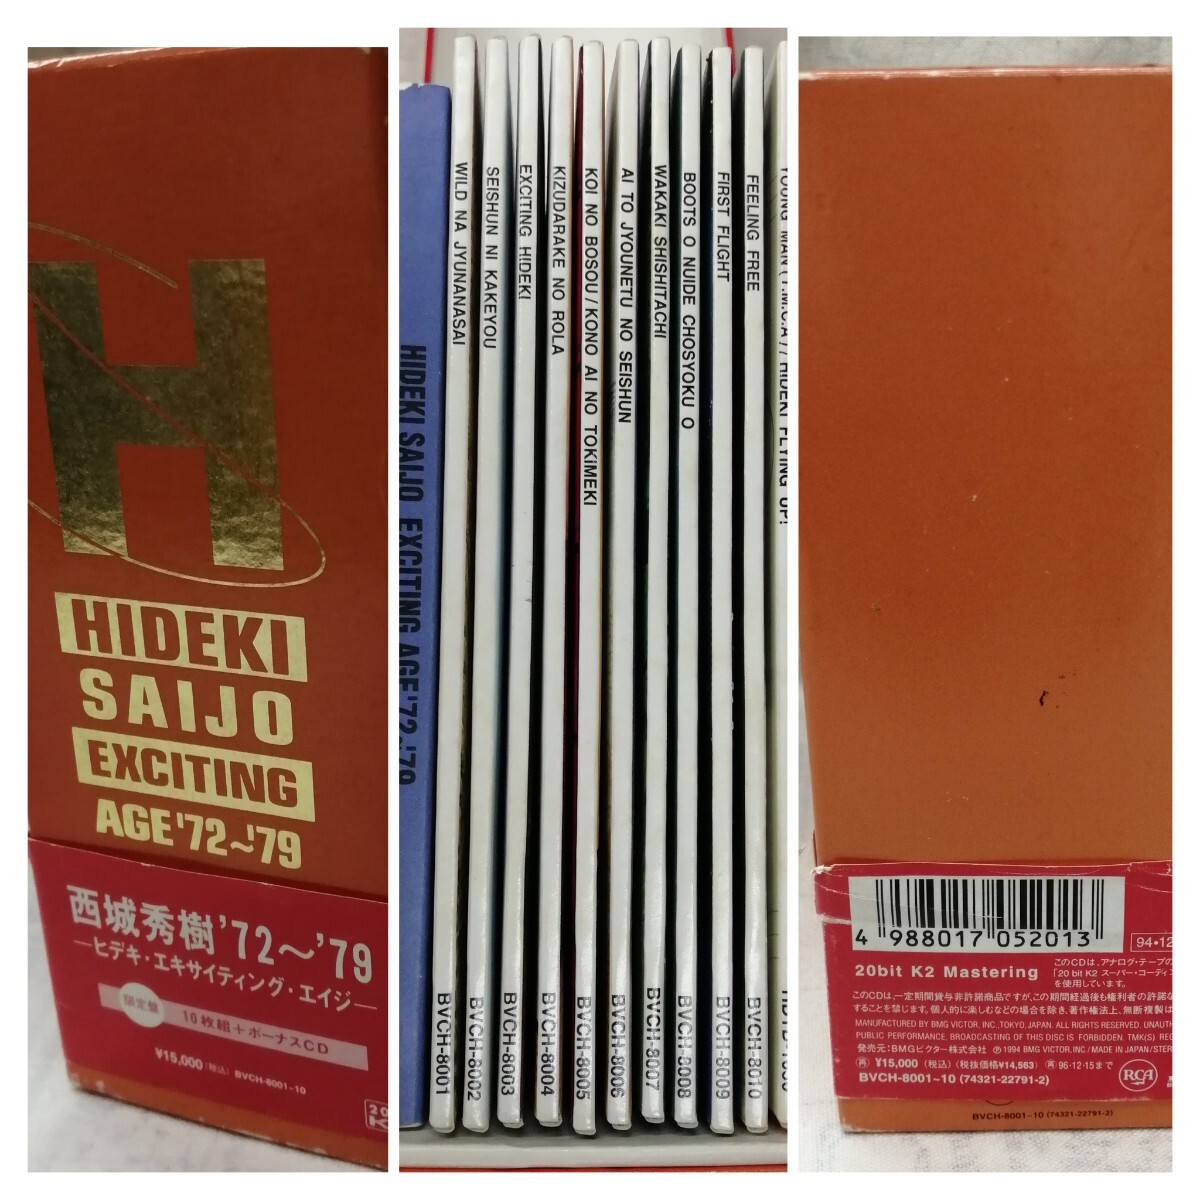 H
HIDEKI
SAIJO
EXCITING
AGE '72~'79
西城秀樹 '72〜'79
―ヒデキ・エキサイティング・エイジ―
限定盤
10枚組+ボーナスCD
¥15,000(税込) BVCH-8001-10
HIDEKI SAIJO EXCITING AGE '72~'79
WILD NA JYUNANASAI BVCH-8001
SEISHUN NI KAKEYOU BVCH-8002
EXCITING HIDEKI BVCH-8003
KIZUDARAKE NO ROLA BVCH-8004
KOI NO BOSOU/KONO AI NO TOKiMEKI BVCH-8005
AI TO JYOUNETU NO SEISHUN BVCH-8006
WAKAKI SHISHITACHI BVCH-8007
BOOTS O NUIDE CHOSYOKU O BVCH-8008
FIRST FLIGHT BVCH-8009
FEELING FREE BVCH-8010
YOUNG MAN (Y.M.C.A.) / HIDEKI FLYING UP!
4 988017 052013
94•12
20bit K2 Mastering
このCDは、アナログ・テープの
「20 bit K2 スーパー・コーディ
を使用しています。
このCDは、一定期間貸与非許諾商品ですが、この期間経過後も権利者の許諾な
することを禁じます。個人的に楽しむなどの場合を除き、著作権法上、無断複製は
MANUFACTURED BY BMG VICTOR, INC., TOKYO, JAPAN. ALL RIGHTS RESERVED. UNAUT
PUBLIC PERFORMANCE, BROADCASTING OF THIS DISC IS FORBIDDEN. TMK(S) REG
発売元:BMGビクター株式会社 Ⓟ 1994 BMG VICTOR, INC./MADE IN JAPAN/STER
再 ¥15,000(税込)(税抜価格¥14,563) 再 96・12・15まで
BVCH-8001~10 (74321-22791-2)
RCA
BVCH-8001~10 (74321-22791-2)